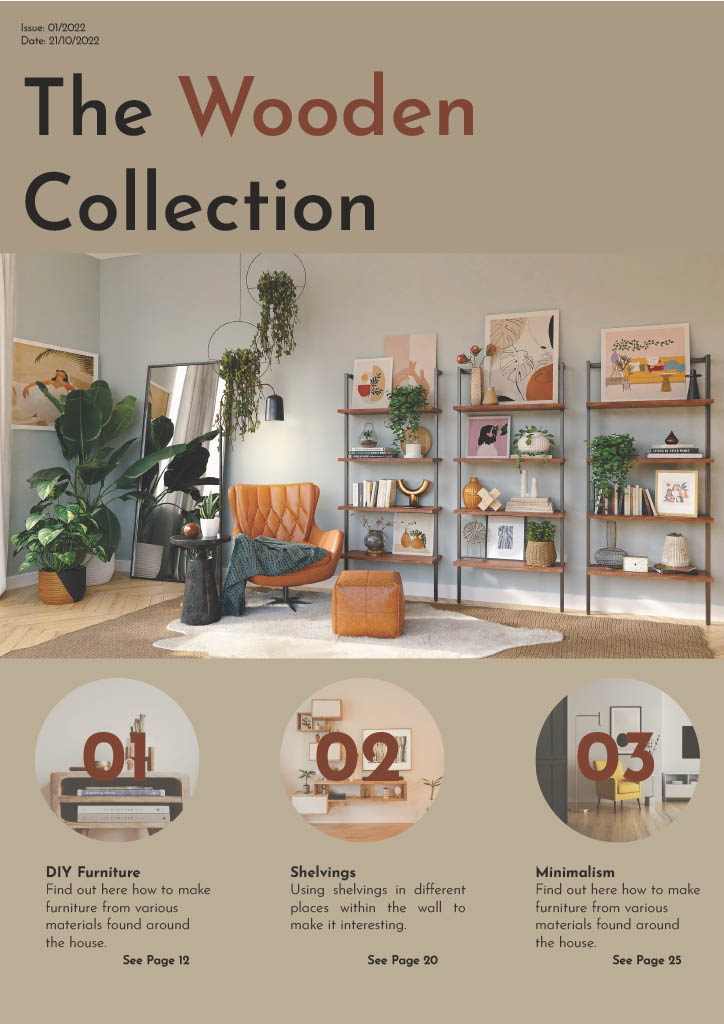 Issue: 01/2022
Date: 21/10/2022
The Wooden
Collection
01
02
03
DIY Furniture
Find out here how to make
furniture from various
materials found around
the house.
See Page 12
Shelvings
Using shelvings in different
places within the wall to
make it interesting.
See Page 20
Minimalism
Find out here how to make
furniture from various
materials found around
the house.
See Page 25